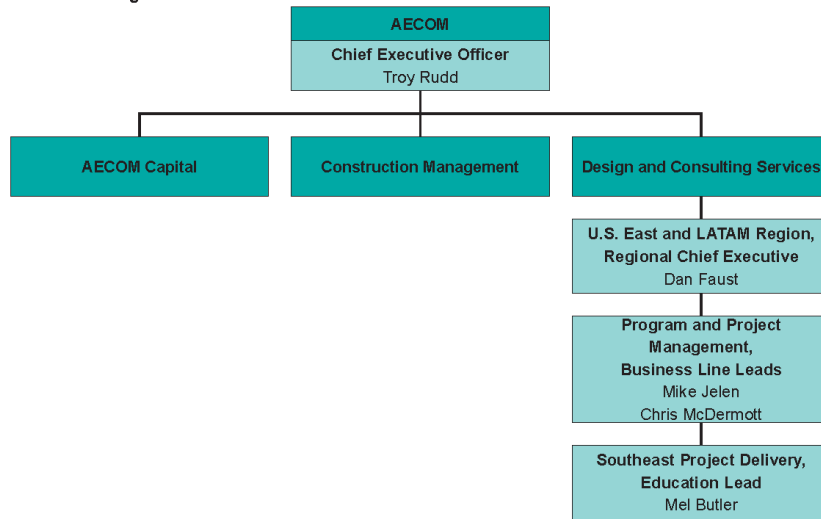 AECOM
Chief Executive Officer
Troy Rudd
AECOM Capital
Construction Management
Design and Consulting Services
U.S. East and LATAM Region,
Regional Chief Executive
Dan Faust
Program and Project
Management,
Business Line Leads
Mike Jelen
Chris McDermott
Southeast Project Delivery,
Education Lead
Mel Butler